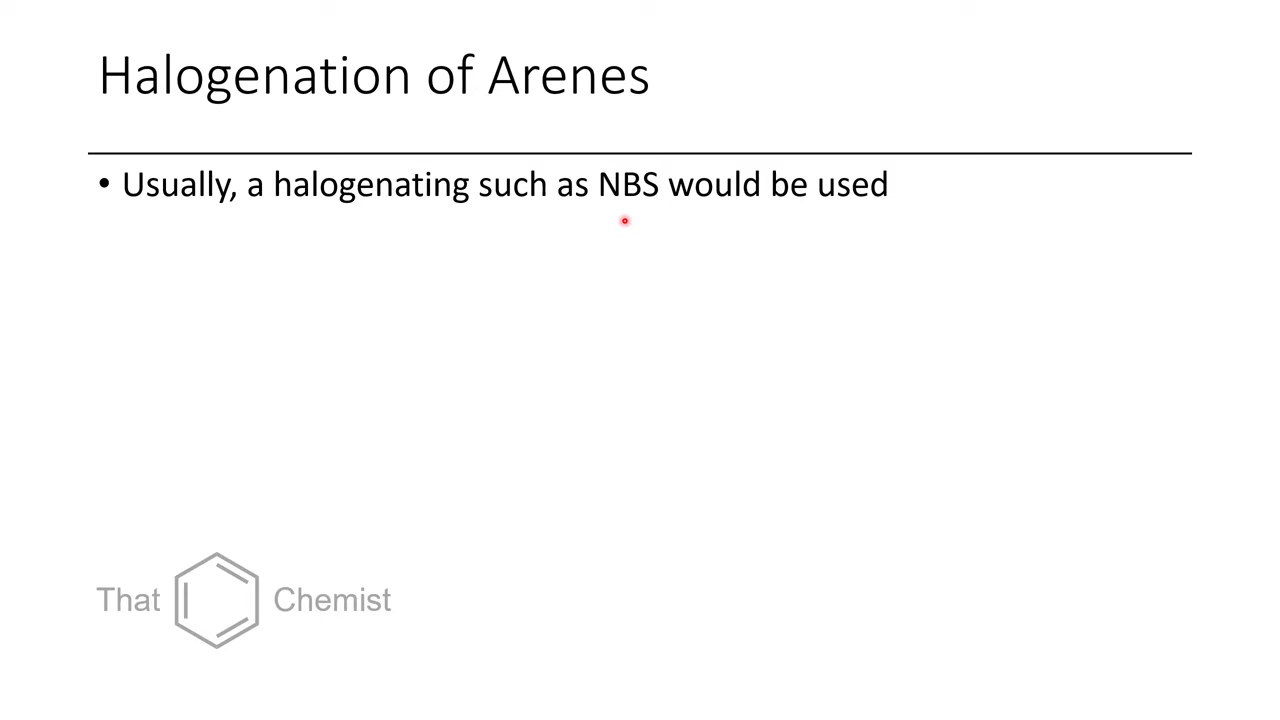 Halogenation of Arenes
• Usually, a halogenating such as NBS would be used
That Chemist